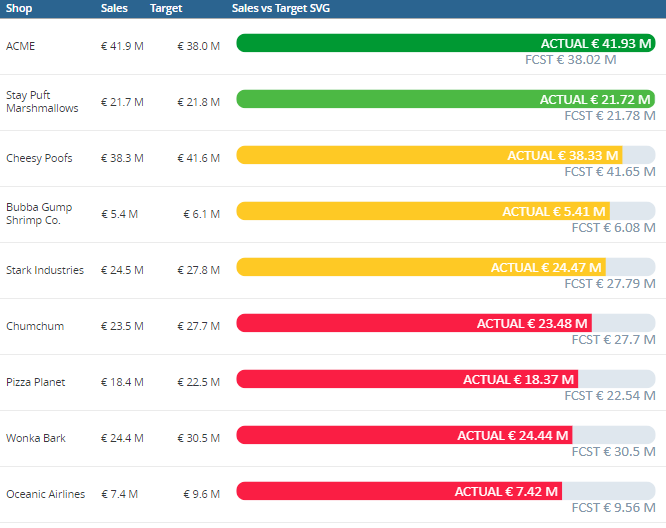 Shop Sales Target Sales vs Target SVG
ACME € 41.9 M € 38.0 M ACTUAL € 41.93 M
FCST € 38.02 M
Stay Puft
Marshmallows € 21.7 M € 21.8 M ACTUAL € 21.72 M
FCST € 21.78 M
Cheesy Poofs € 38.3 M € 41.6 M ACTUAL € 38.33 M
FCST € 41.65 M
Bubba Gump
Shrimp Co. € 5.4 M € 6.1 M ACTUAL € 5.41 M
FCST € 6.08 M
Stark Industries € 24.5 M € 27.8 M ACTUAL € 24.47 M
FCST € 27.79 M
Chumchum € 23.5 M € 27.7 M ACTUAL € 23.48 M
FCST € 27.7 M
Pizza Planet € 18.4 M € 22.5 M ACTUAL € 18.37 M
FCST € 22.54 M
Wonka Bark € 24.4 M € 30.5 M ACTUAL € 24.44 M
FCST € 30.5 M
Oceanic Airlines € 7.4 M € 9.6 M ACTUAL € 7.42 M
FCST € 9.56 M